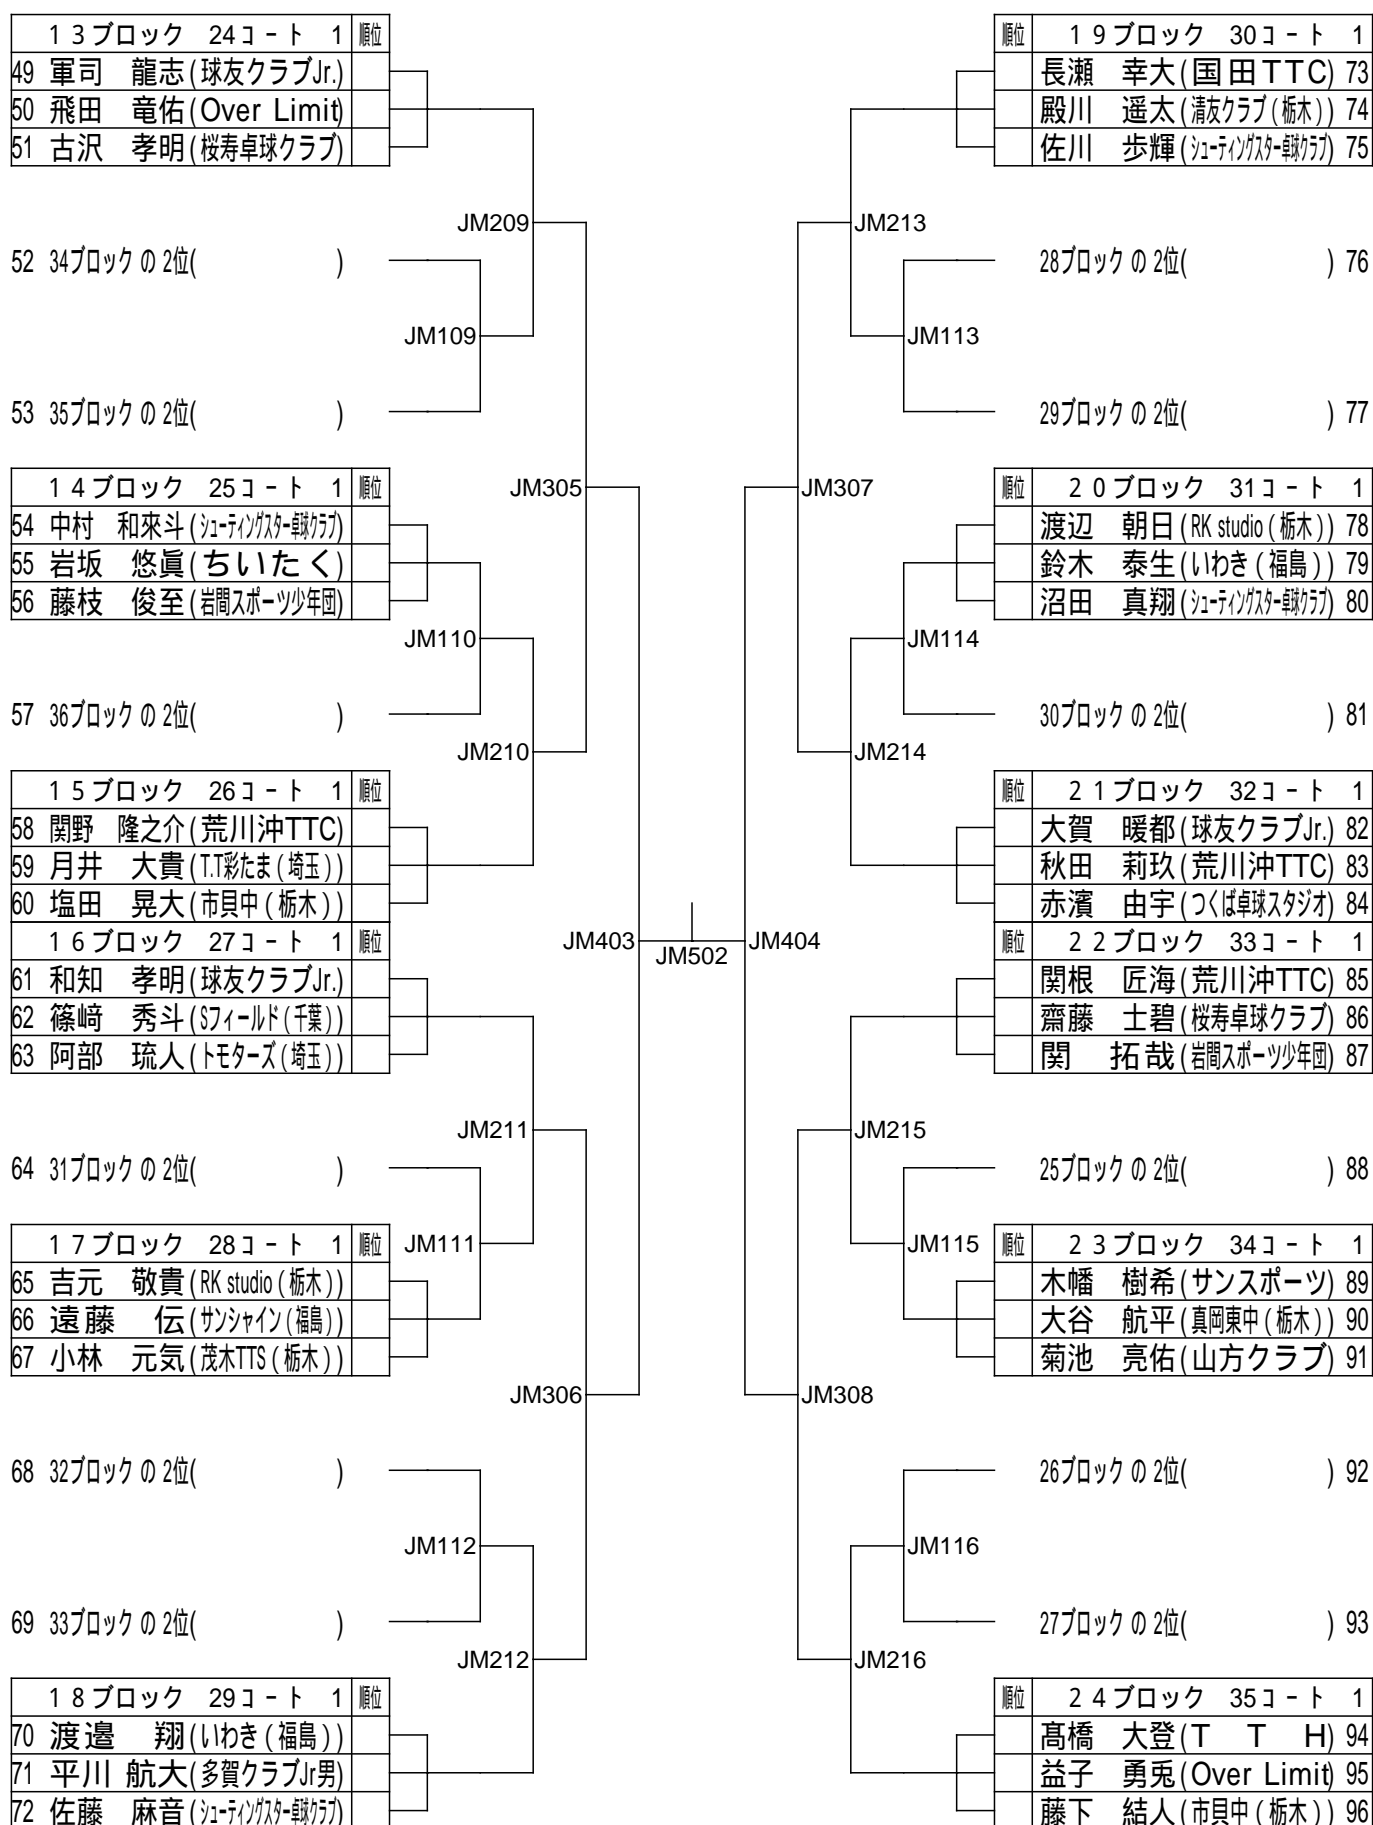 13ブロック 24コート 1 順位
49 軍司 龍志(球友クラブJr.)
50 飛田 竜佑(Over Limit)
51 古沢 孝明(桜寿卓球クラブ)
JM209
52 34ブロック の 2位( )
JM109
53 35ブロック の 2位( )
14ブロック 25コート 1 順位
JM305
54 中村 和來斗(シューティングスター卓球クラブ)
55 岩坂 悠眞(ちいたく)
56 藤枝 俊至(岩間スポーツ少年団)
JM110
57 36ブロック の 2位( )
JM210
15ブロック 26コート 1 順位
58 関野 隆之介(荒川沖TTC)
59 月井 大貴(T.T彩たま(埼玉))
60 塩田 晃大(市貝中(栃木))
16ブロック 27コート 1 順位
JM403
61 和知 孝明(球友クラブJr.)
62 篠﨑 秀斗(Sフィールド(千葉))
63 阿部 琉人(トモターズ(埼玉))
JM211
64 31ブロック の 2位( )
17ブロック 28コート 1 順位
JM111
65 吉元 敬貴(RK studio(栃木))
66 遠藤 伝(サンシャイン(福島))
67 小林 元気(茂木TTS(栃木))
JM306
68 32ブロック の 2位( )
JM112
69 33ブロック の 2位( )
JM212
18ブロック 29コート 1 順位
70 渡邉 翔(いわき(福島))
71 平川 航大(多賀クラブJr男)
72 佐藤 麻音(シューティングスター卓球クラブ)
JM502
順位 19ブロック 30コート 1
長瀬 幸大(国田TTC) 73
殿川 遥太(清友クラブ(栃木)) 74
佐川 歩輝(シューティングスター卓球クラブ) 75
JM213
28ブロック の 2位( ) 76
JM113
29ブロック の 2位( ) 77
JM307
順位 20ブロック 31コート 1
渡辺 朝日(RK studio(栃木)) 78
鈴木 泰生(いわき(福島)) 79
沼田 真翔(シューティングスター卓球クラブ) 80
JM114
30ブロック の 2位( ) 81
JM214
順位 21ブロック 32コート 1
大賀 暖都(球友クラブJr.) 82
秋田 莉玖(荒川沖TTC) 83
赤濱 由宇(つくば卓球スタジオ) 84
JM404
順位 22ブロック 33コート 1
関根 匠海(荒川沖TTC) 85
齋藤 士碧(桜寿卓球クラブ) 86
関 拓哉(岩間スポーツ少年団) 87
JM215
25ブロック の 2位( ) 88
JM115
順位 23ブロック 34コート 1
木幡 樹希(サンスポーツ) 89
大谷 航平(真岡東中(栃木)) 90
菊池 亮佑(山方クラブ) 91
JM308
26ブロック の 2位( ) 92
JM116
27ブロック の 2位( ) 93
JM216
順位 24ブロック 35コート 1
髙橋 大登(T T H) 94
益子 勇兎(Over Limit) 95
藤下 結人(市貝中(栃木)) 96